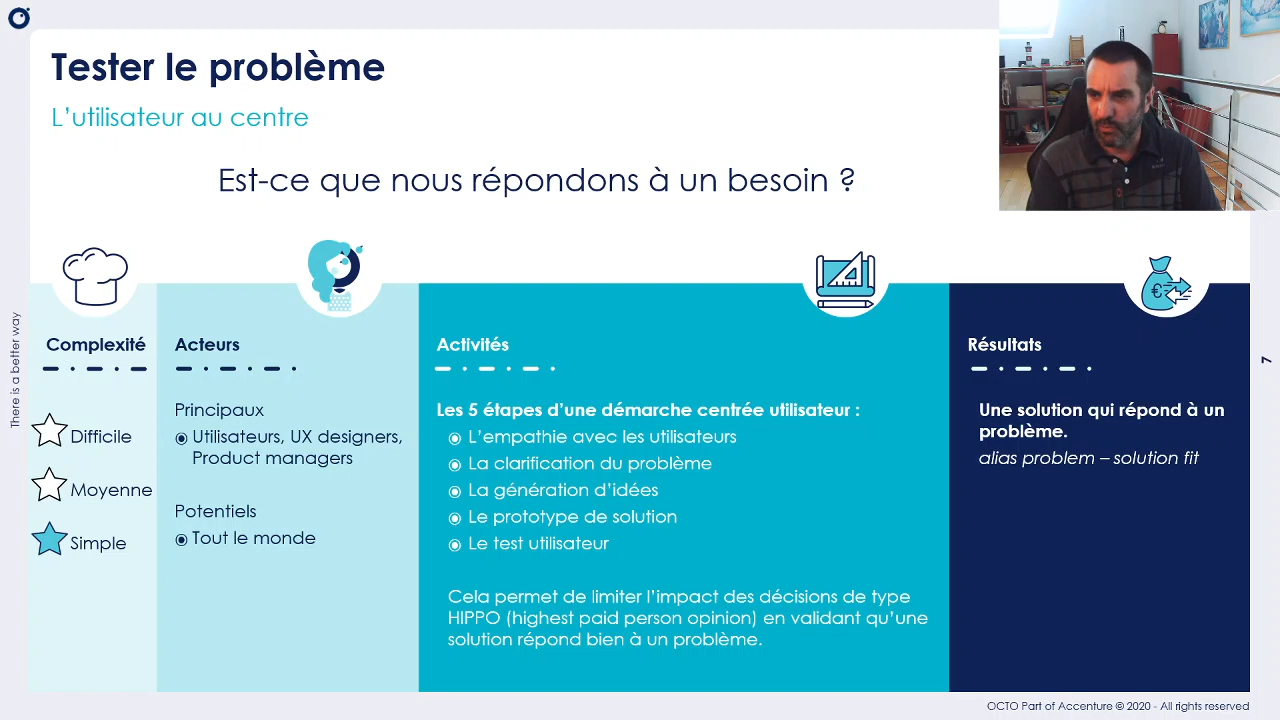 Tester le problème
L'utilisateur au centre
Est-ce que nous répondons à un besoin ?
There is a better way
Complexité
Difficile
Moyenne
Simple
Acteurs
Principaux
Utilisateurs, UX designers,
Product managers
Potentiels
Tout le monde
Activités
Les 5 étapes d'une démarche centrée utilisateur :
L'empathie avec les utilisateurs
La clarification du problème
La génération d'idées
Le prototype de solution
Le test utilisateur
Cela permet de limiter l'impact des décisions de type
HIPPO (highest paid person opinion) en validant qu'une
solution répond bien à un problème.
€
Résultats
Une solution qui répond à un
problème.
alias problem – solution fit
7
OCTO Part of Accenture © 2020 - All rights reserved